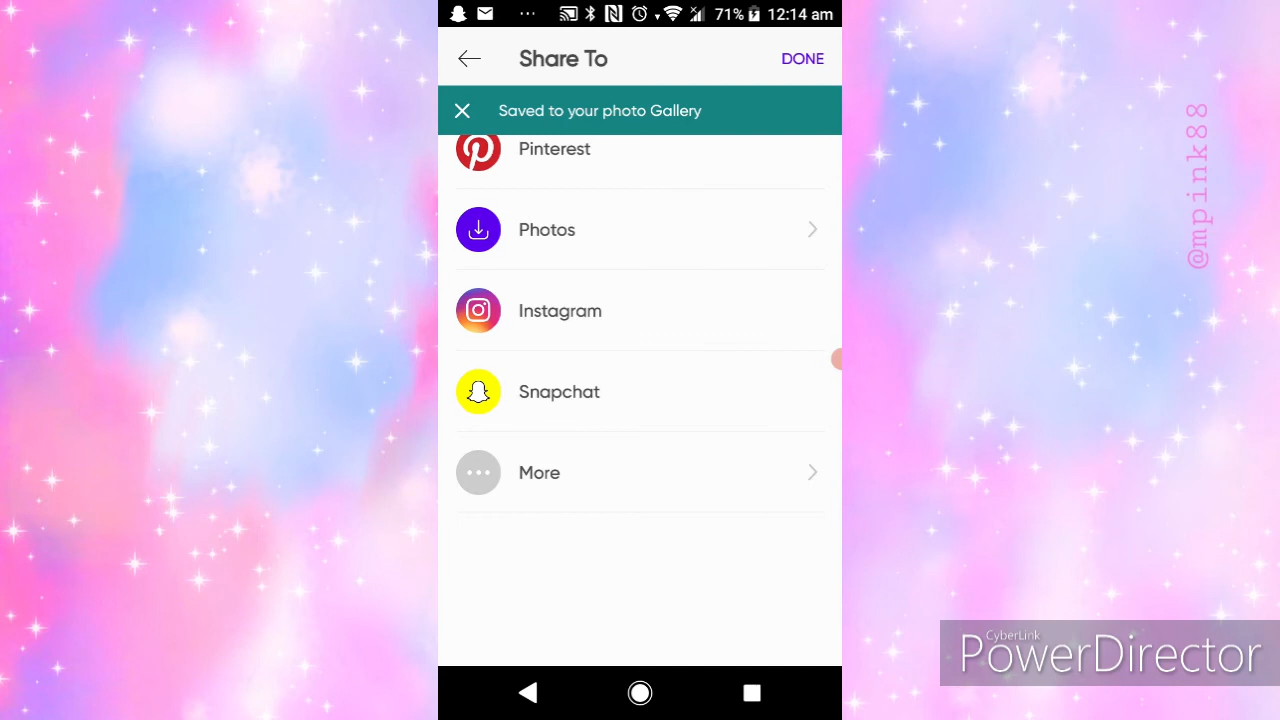 71% 12:14 am
Share To
DONE
Saved to your photo Gallery
Pinterest
Photos
Instagram
Snapchat
More
@mpink88
CyberLink
PowerDirector